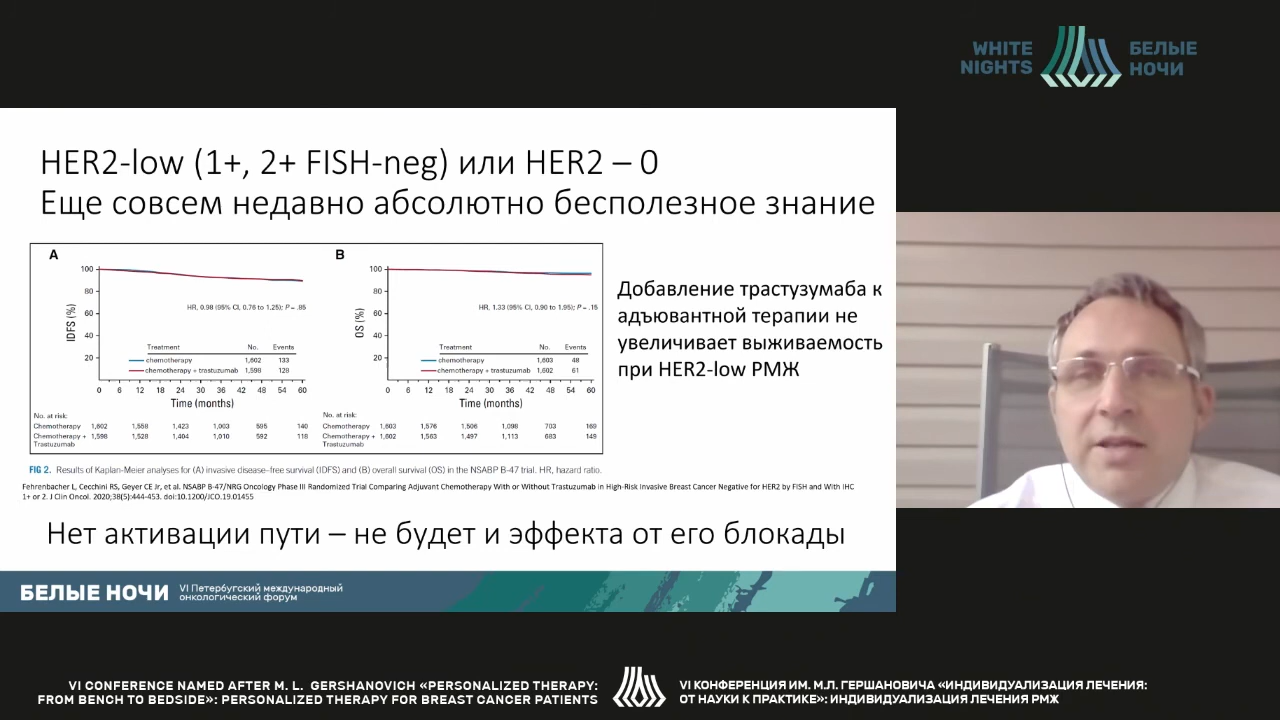 WHITE
NIGHTS
БЕЛЫЕ
НОЧИ
HER2-low (1+, 2+ FISH-neg) или HER2 – 0
Еще совсем недавно абсолютно бесполезное знание
A
IDFS (%)
100
80
60
40
20
HR, 0.98 (95% CI, 0.76 to 1.25); P = .85
Treatment No. Events
chemotherapy 1,602 133
chemotherapy + trastuzumab 1,598 128
0 6 12 18 24 30 36 42 48 54 60
Time (months)
No. at risk:
Chemotherapy 1,602 1,558 1,423 1,003 595 140
Chemotherapy + 1,598 1,528 1,404 1,010 592 118
Trastuzumab
B
OS (%)
100
80
60
40
20
HR, 1.33 (95% CI, 0.90 to 1.95); P = .15
Treatment No. Events
chemotherapy 1,603 48
chemotherapy + trastuzumab 1,602 61
0 6 12 18 24 30 36 42 48 54 60
Time (months)
No. at risk:
Chemotherapy 1,603 1,576 1,506 1,098 703 169
Chemotherapy + 1,602 1,563 1,497 1,113 683 149
Trastuzumab
Добавление трастузумаба к
адъювантной терапии не
увеличивает выживаемость
при HER2-low РМЖ
FIG 2. Results of Kaplan-Meier analyses for (A) invasive disease-free survival (IDFS) and (B) overall survival (OS) in the NSABP B-47 trial. HR, hazard ratio.
Fehrenbacher L, Cecchini RS, Geyer CE Jr, et al. NSABP B-47/NRG Oncology Phase III Randomized Trial Comparing Adjuvant Chemotherapy With or Without Trastuzumab in High-Risk Invasive Breast Cancer Negative for HER2 by FISH and With IHC
1+ or 2. J Clin Oncol. 2020;38(5):444-453. doi:10.1200/JCO.19.01455
Нет активации пути – не будет и эффекта от его блокады
БЕЛЫЕ НОЧИ
VI Петербугский международный
онкологический форум
VI CONFERENCE NAMED AFTER M. L. GERSHANOVICH «PERSONALIZED THERAPY:
FROM BENCH TO BEDSIDE»: PERSONALIZED THERAPY FOR BREAST CANCER PATIENTS
VI КОНФЕРЕНЦИЯ ИМ. М.Л. ГЕРШАНОВИЧА «ИНДИВИДУАЛИЗАЦИЯ ЛЕЧЕНИЯ:
ОТ НАУКИ К ПРАКТИКЕ»: ИНДИВИДУАЛИЗАЦИЯ ЛЕЧЕНИЯ РМЖ